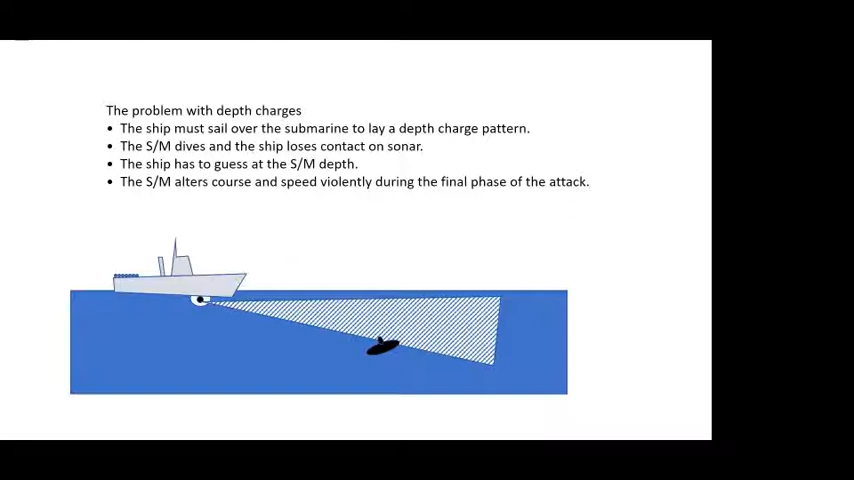 The problem with depth charges
• The ship must sail over the submarine to lay a depth charge pattern.
• The S/M dives and the ship loses contact on sonar.
• The ship has to guess at the S/M depth.
• The S/M alters course and speed violently during the final phase of the attack.